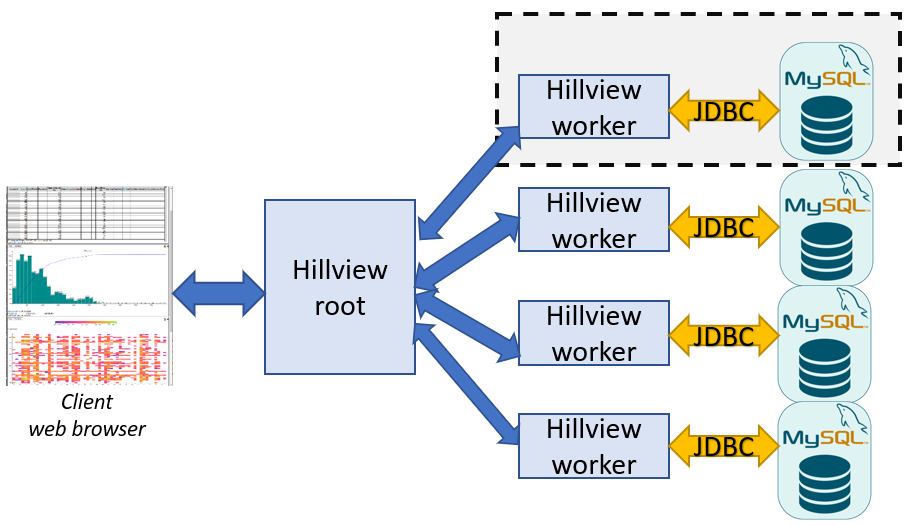 Hillview
worker
JDBC
MySQL
Hillview
worker
JDBC
MySQL
Hillview
root
Hillview
worker
JDBC
MySQL
Hillview
worker
JDBC
MySQL
Client
web browser